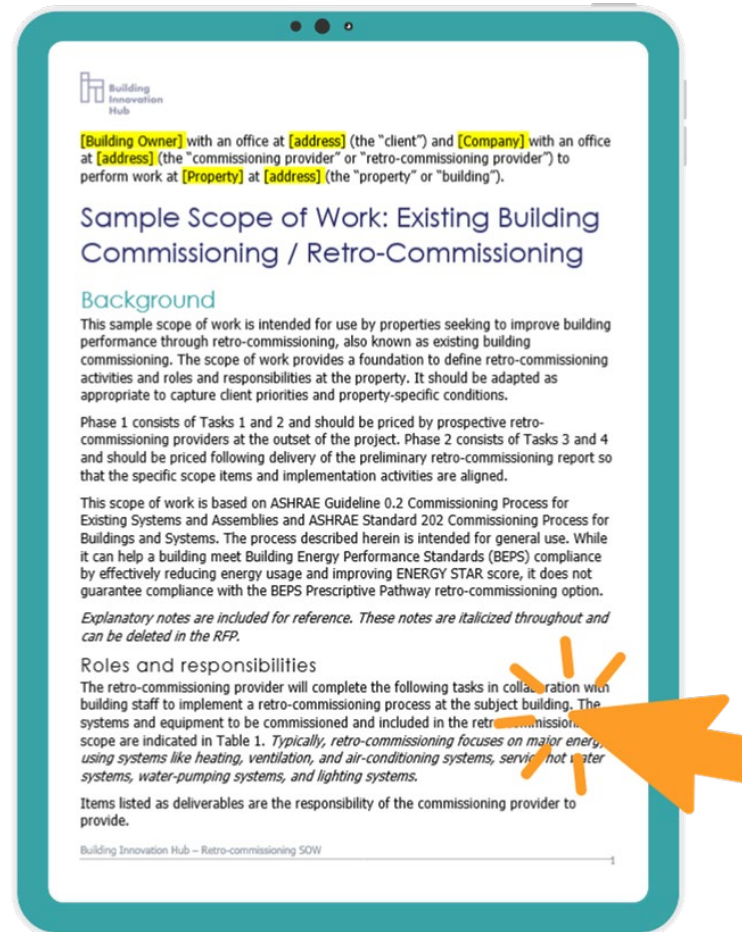 Building
Innovation
Hub
[Building Owner] with an office at [address] (the “client”) and [Company] with an office
at [address] (the “commissioning provider” or “retro-commissioning provider”) to
perform work at [Property] at [address] (the “property” or “building”).
Sample Scope of Work: Existing Building
Commissioning / Retro-Commissioning
Background
This sample scope of work is intended for use by properties seeking to improve building
performance through retro-commissioning, also known as existing building
commissioning. The scope of work provides a foundation to define retro-commissioning
activities and roles and responsibilities at the property. It should be adapted as
appropriate to capture client priorities and property-specific conditions.
Phase 1 consists of Tasks 1 and 2 and should be priced by prospective retro-
commissioning providers at the outset of the project. Phase 2 consists of Tasks 3 and 4
and should be priced following delivery of the preliminary retro-commissioning report so
that the specific scope items and implementation activities are aligned.
This scope of work is based on ASHRAE Guideline 0.2 Commissioning Process for
Existing Systems and Assemblies and ASHRAE Standard 202 Commissioning Process for
Buildings and Systems. The process described herein is intended for general use. While
it can help a building meet Building Energy Performance Standards (BEPS) compliance
by effectively reducing energy usage and improving ENERGY STAR score, it does not
guarantee compliance with the BEPS Prescriptive Pathway retro-commissioning option.
Explanatory notes are included for reference. These notes are italicized throughout and
can be deleted in the RFP.
Roles and responsibilities
The retro-commissioning provider will complete the following tasks in collaboration with
building staff to implement a retro-commissioning process at the subject building. The
systems and equipment to be commissioned and included in the retro-commissioning
scope are indicated in Table 1. Typically, retro-commissioning focuses on major energy
using systems like heating, ventilation, and air-conditioning systems, service hot water
systems, water-pumping systems, and lighting systems.
Items listed as deliverables are the responsibility of the commissioning provider to
provide.
Building Innovation Hub – Retro-commissioning SOW
1